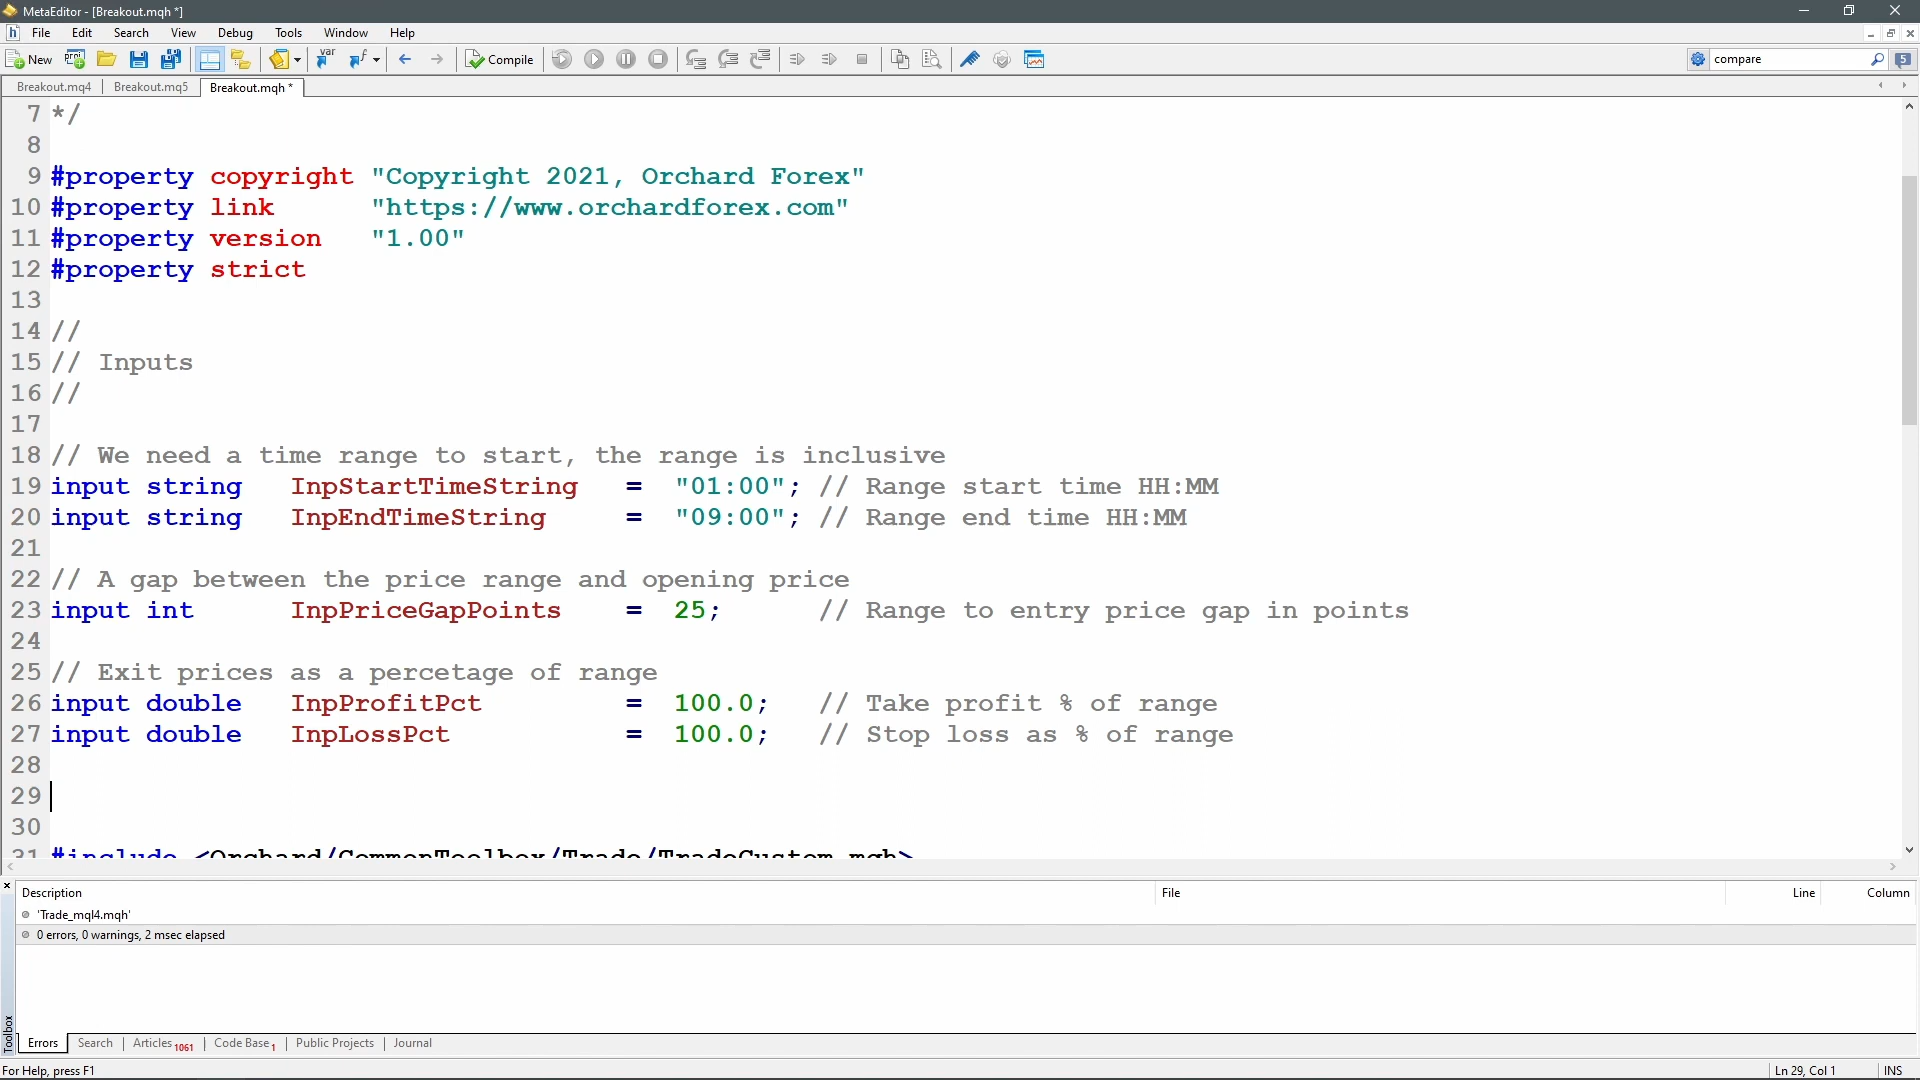 MetaEditor - [Breakout.mqh *]
File Edit Search View Debug Tools Window Help
New Compile compare 5
Breakout.mq4 Breakout.mq5 Breakout.mqh *
7 */
8
9 #property copyright "Copyright 2021, Orchard Forex"
10 #property link "https://www.orchardforex.com"
11 #property version "1.00"
12 #property strict
13
14 //
15 // Inputs
16 //
17
18 // We need a time range to start, the range is inclusive
19 input string InpStartTimeString = "01:00"; // Range start time HH:MM
20 input string InpEndTimeString = "09:00"; // Range end time HH:MM
21
22 // A gap between the price range and opening price
23 input int InpPriceGapPoints = 25; // Range to entry price gap in points
24
25 // Exit prices as a percetage of range
26 input double InpProfitPct = 100.0; // Take profit % of range
27 input double InpLossPct = 100.0; // Stop loss as % of range
28
29
30
31 #include <Orchard/CommonToolbox/Trade/TradeCustom.mqh>
Description File Line Column
'Trade_mql4.mqh'
0 errors, 0 warnings, 2 msec elapsed
Toolbox
Errors Search Articles 1061 Code Base 1 Public Projects Journal
For Help, press F1 Ln 29, Col 1 INS